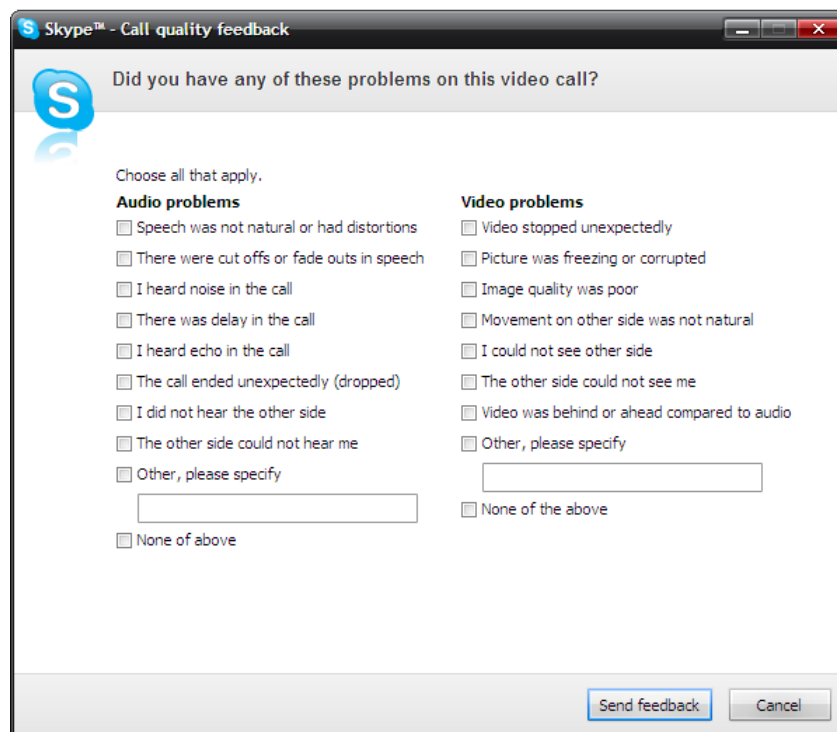 Skype™ - Call quality feedback
Did you have any of these problems on this video call?
Choose all that apply.
Audio problems
Speech was not natural or had distortions
There were cut offs or fade outs in speech
I heard noise in the call
There was delay in the call
I heard echo in the call
The call ended unexpectedly (dropped)
I did not hear the other side
The other side could not hear me
Other, please specify
None of above
Video problems
Video stopped unexpectedly
Picture was freezing or corrupted
Image quality was poor
Movement on other side was not natural
I could not see other side
The other side could not see me
Video was behind or ahead compared to audio
Other, please specify
None of the above
Send feedback
Cancel